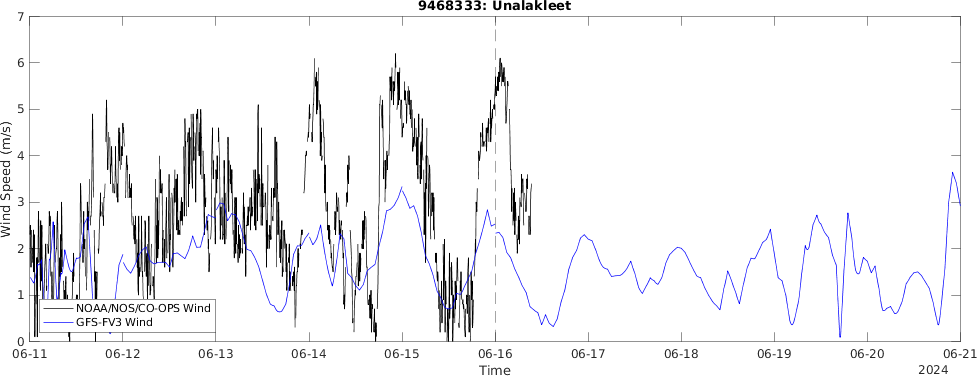 9468333: Unalakleet
7
6
5
4
3
2
1
0
Wind Speed (m/s)
NOAA/NOS/CO-OPS Wind
GFS-FV3 Wind
06-11 06-12 06-13 06-14 06-15 06-16 06-17 06-18 06-19 06-20 06-21
Time
2024